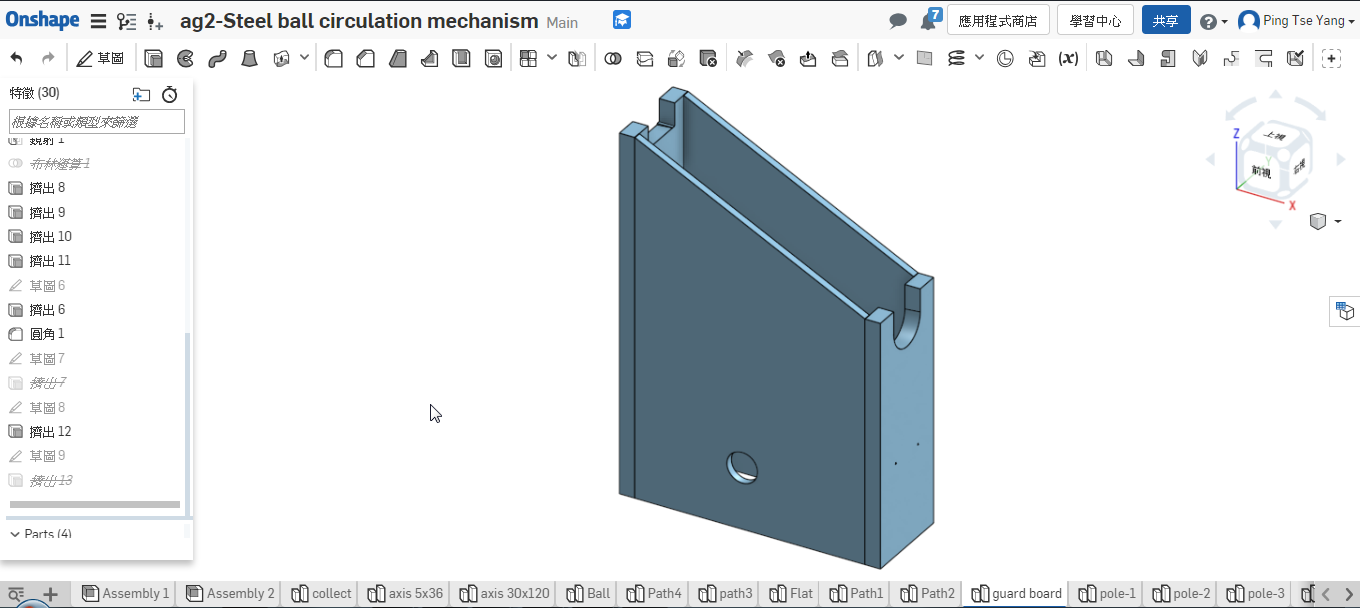 Onshape ag2-Steel ball circulation mechanism Main 7 應用程式商店 學習中心 共享 Ping Tse Yang
草圖 (x)
特徵 (30)
根據名稱或類型來篩選
鏡射 1
布林運算 1
擠出 8
擠出 9
擠出 10
擠出 11
草圖 6
擠出 6
圓角 1
草圖 7
擠出 7
草圖 8
擠出 12
草圖 9
擠出 13
Parts (4)
Z
上視
前視
右視
X
Assembly 1 Assembly 2 collect axis 5x36 axis 30x120 Ball Path4 path3 Flat Path1 Path2 guard board pole-1 pole-2 pole-3